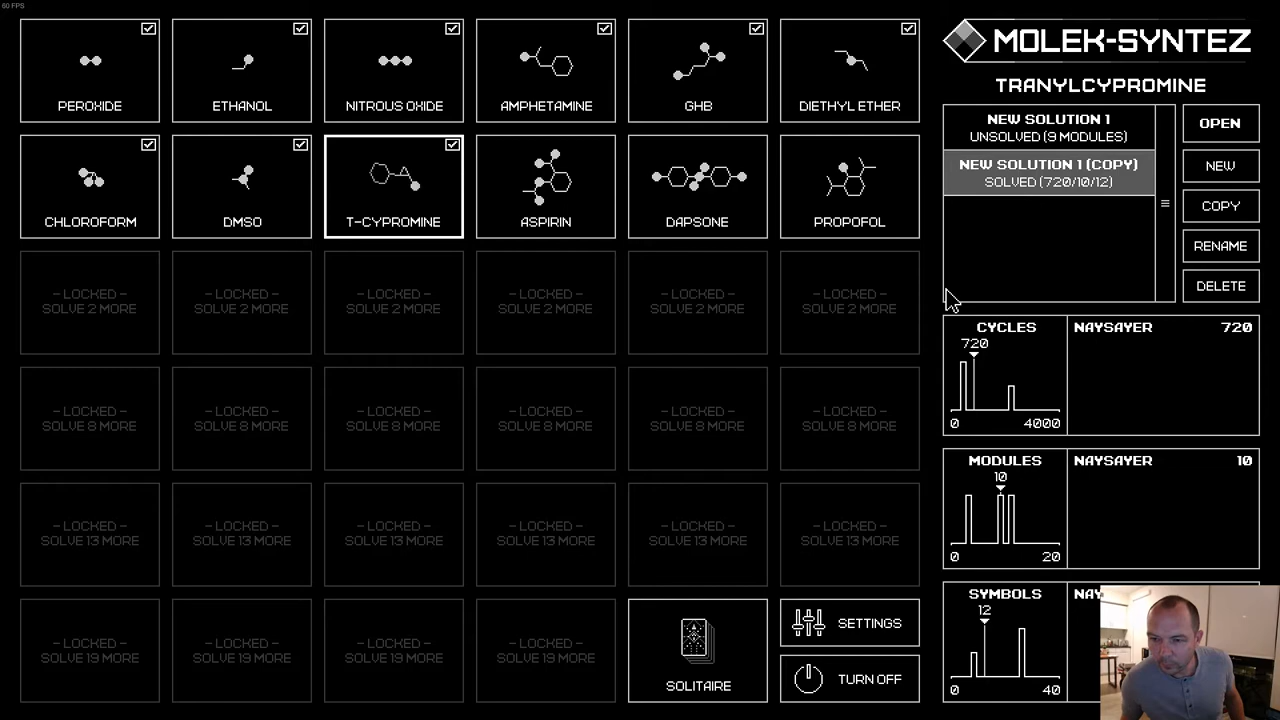 60 FPS
PEROXIDE
ETHANOL
NITROUS OXIDE
AMPHETAMINE
GHB
DIETHYL ETHER
CHLOROFORM
DMSO
T-CYPROMINE
ASPIRIN
DAPSONE
PROPOFOL
- LOCKED -
SOLVE 2 MORE
- LOCKED -
SOLVE 2 MORE
- LOCKED -
SOLVE 2 MORE
- LOCKED -
SOLVE 2 MORE
- LOCKED -
SOLVE 2 MORE
- LOCKED -
SOLVE 2 MORE
- LOCKED -
SOLVE 8 MORE
- LOCKED -
SOLVE 8 MORE
- LOCKED -
SOLVE 8 MORE
- LOCKED -
SOLVE 8 MORE
- LOCKED -
SOLVE 8 MORE
- LOCKED -
SOLVE 8 MORE
- LOCKED -
SOLVE 13 MORE
- LOCKED -
SOLVE 13 MORE
- LOCKED -
SOLVE 13 MORE
- LOCKED -
SOLVE 13 MORE
- LOCKED -
SOLVE 13 MORE
- LOCKED -
SOLVE 13 MORE
- LOCKED -
SOLVE 19 MORE
- LOCKED -
SOLVE 19 MORE
- LOCKED -
SOLVE 19 MORE
- LOCKED -
SOLVE 19 MORE
SOLITAIRE
SETTINGS
TURN OFF
MOLEK-SYNTEZ
TRANYLCYPROMINE
NEW SOLUTION 1
UNSOLVED (9 MODULES)
NEW SOLUTION 1 (COPY)
SOLVED (720/10/12)
OPEN
NEW
COPY
RENAME
DELETE
CYCLES
720
0 4000
NAYSAYER 720
MODULES
10
0 20
NAYSAYER 10
SYMBOLS
12
0 40
NAY